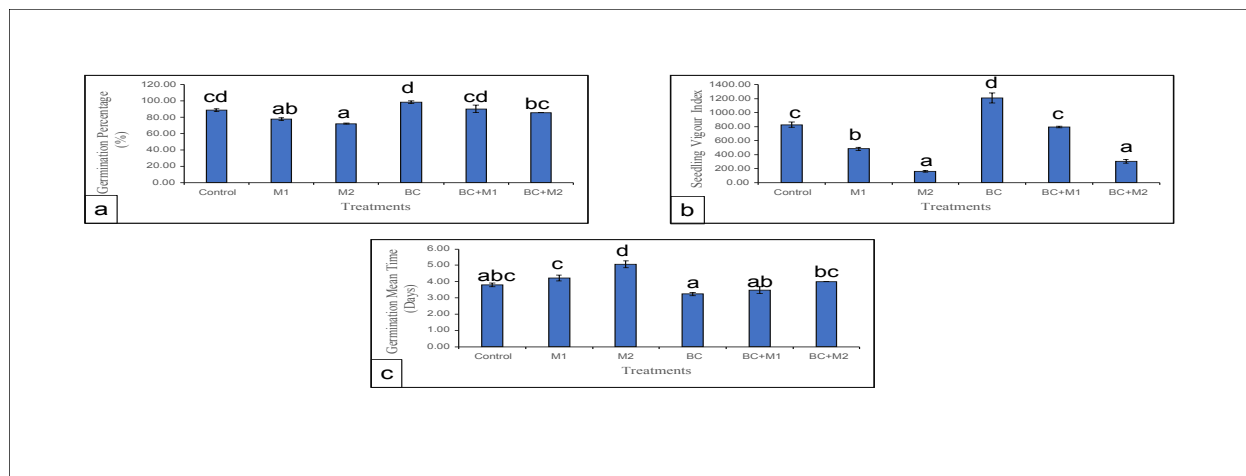 120.00
100.00
80.00
60.00
40.00
20.00
0.00
Germination Percentage
(%)
cd ab a d cd bc
Control M1 M2 BC BC+M1 BC+M2
Treatments
a
1400.00
1200.00
1000.00
800.00
600.00
400.00
200.00
0.00
Seedling Vigour Index
c b a d c a
Control M1 M2 BC BC+M1 BC+M2
Treatments
b
6.00
5.00
4.00
3.00
2.00
1.00
0.00
Germination Mean Time
(Days)
abc c d a ab bc
Control M1 M2 BC BC+M1 BC+M2
Treatments
c